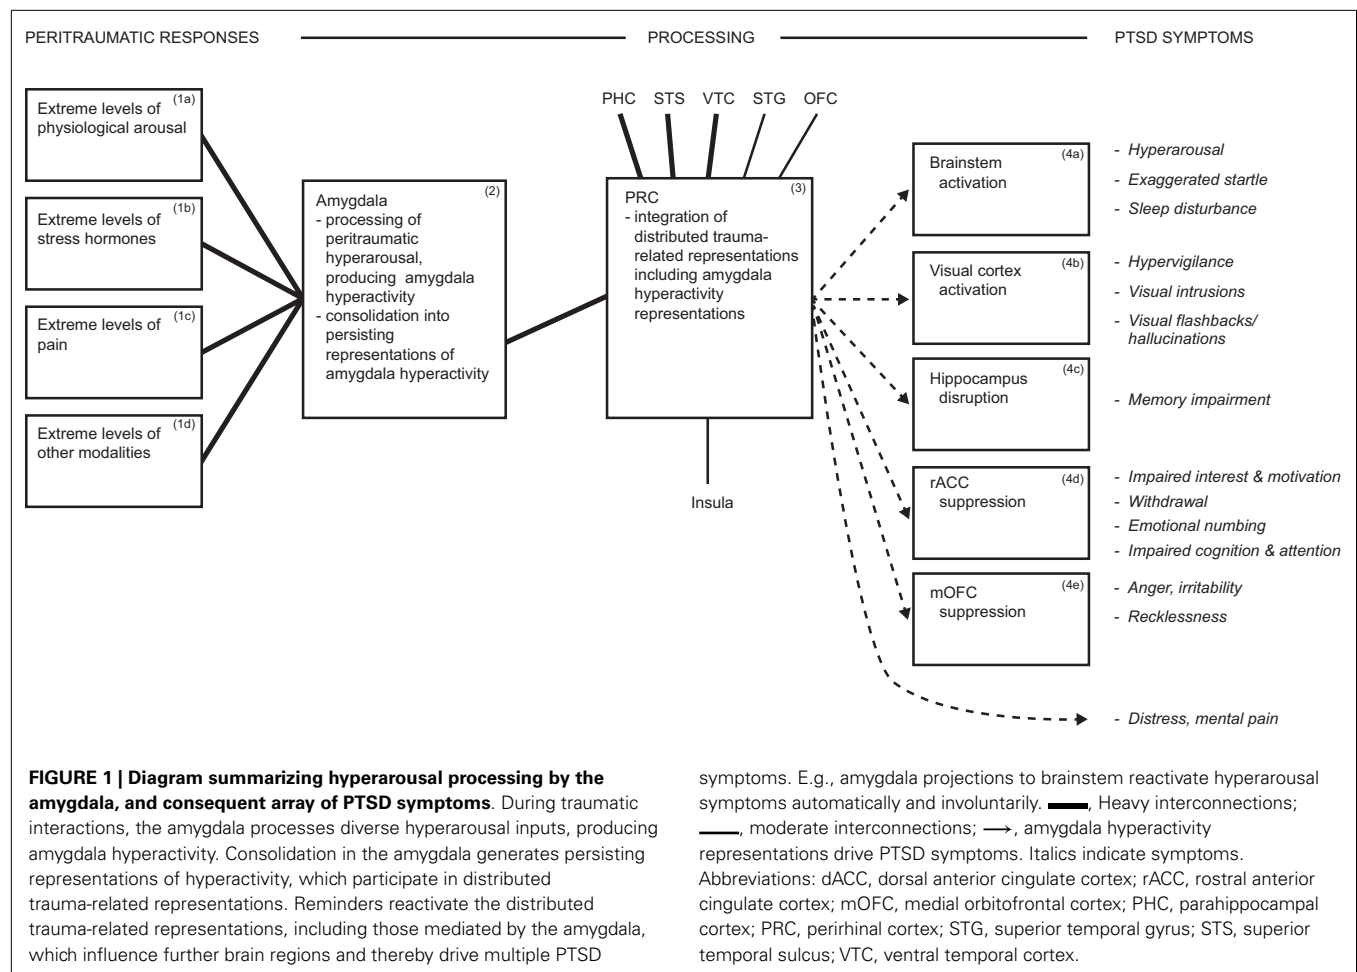 PERITRAUMATIC RESPONSES
PROCESSING
PTSD SYMPTOMS
(1a)
Extreme levels of
physiological arousal
(1b)
Extreme levels of
stress hormones
(1c)
Extreme levels of
pain
(1d)
Extreme levels of
other modalities
(2)
Amygdala
- processing of
peritraumatic
hyperarousal,
producing amygdala
hyperactivity
- consolidation into
persisting
representations of
amygdala hyperactivity
PHC STS VTC STG OFC
(3)
PRC
- integration of
distributed trauma-
related representations
including amygdala
hyperactivity
representations
Insula
(4a)
Brainstem
activation
- Hyperarousal
- Exaggerated startle
- Sleep disturbance
(4b)
Visual cortex
activation
- Hypervigilance
- Visual intrusions
- Visual flashbacks/
hallucinations
(4c)
Hippocampus
disruption
- Memory impairment
(4d)
rACC
suppression
- Impaired interest & motivation
- Withdrawal
- Emotional numbing
- Impaired cognition & attention
(4e)
mOFC
suppression
- Anger, irritability
- Recklessness
- Distress, mental pain
FIGURE 1 | Diagram summarizing hyperarousal processing by the
amygdala, and consequent array of PTSD symptoms. During traumatic
interactions, the amygdala processes diverse hyperarousal inputs, producing
amygdala hyperactivity. Consolidation in the amygdala generates persisting
representations of hyperactivity, which participate in distributed
trauma-related representations. Reminders reactivate the distributed
trauma-related representations, including those mediated by the amygdala,
which influence further brain regions and thereby drive multiple PTSD
symptoms. E.g., amygdala projections to brainstem reactivate hyperarousal
symptoms automatically and involuntarily. , Heavy interconnections;
, moderate interconnections; →, amygdala hyperactivity
representations drive PTSD symptoms. Italics indicate symptoms.
Abbreviations: dACC, dorsal anterior cingulate cortex; rACC, rostral anterior
cingulate cortex; mOFC, medial orbitofrontal cortex; PHC, parahippocampal
cortex; PRC, perirhinal cortex; STG, superior temporal gyrus; STS, superior
temporal sulcus; VTC, ventral temporal cortex.